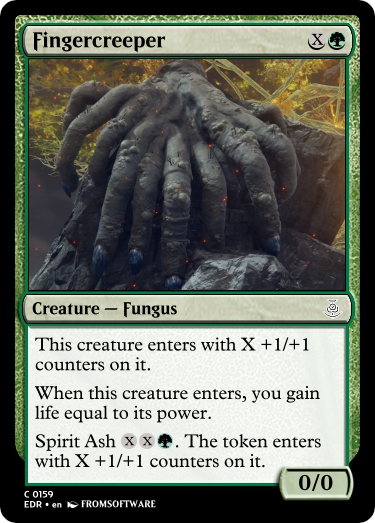 Fingercreeper X
Creature — Fungus
This creature enters with X +1/+1
counters on it.
When this creature enters, you gain
life equal to its power.
Spirit Ash X X . The token enters
with X +1/+1 counters on it.
0/0
C 0159
EDR • en FROMSOFTWARE